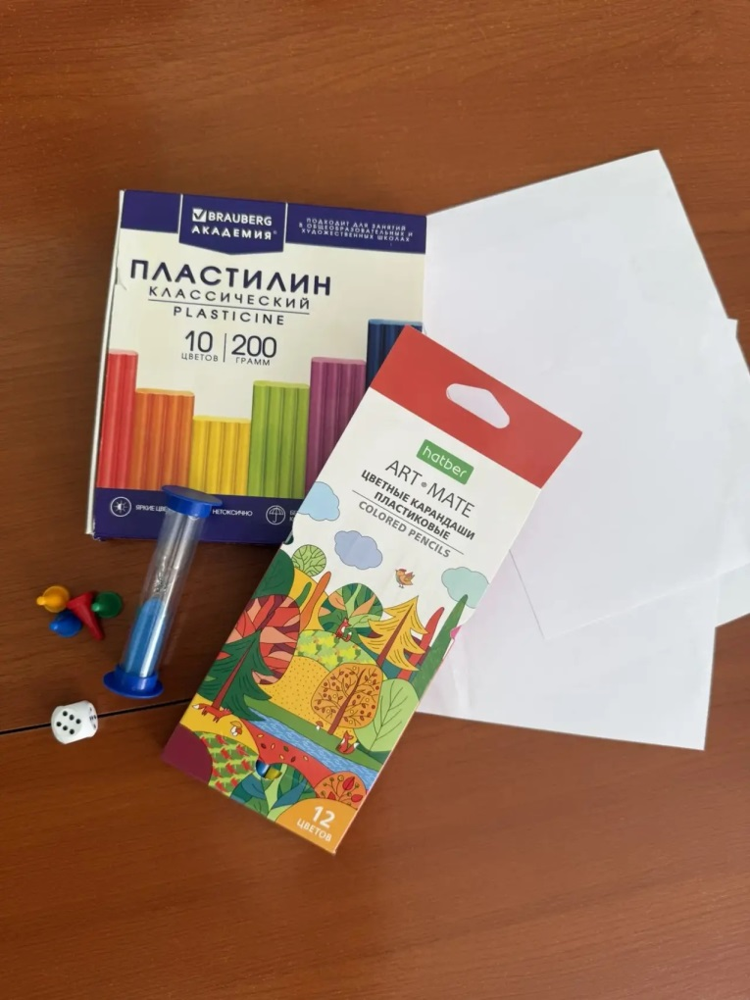 BRAUBERG
АКАДЕМИЯ®
ПОДХОДИТ ДЛЯ ЗАНЯТИЙ
В ОБЩЕОБРАЗОВАТЕЛЬНЫХ И
ХУДОЖЕСТВЕННЫХ ШКОЛАХ
ПЛАСТИЛИН
КЛАССИЧЕСКИЙ
PLASTICINE
10 200
ЦВЕТОВ ГРАММ
ЯРКИЕ НЕТОКСИЧНО
hatber
ART•MATE
ЦВЕТНЫЕ КАРАНДАШИ
ПЛАСТИКОВЫЕ
COLORED PENCILS
12
ЦВЕТОВ